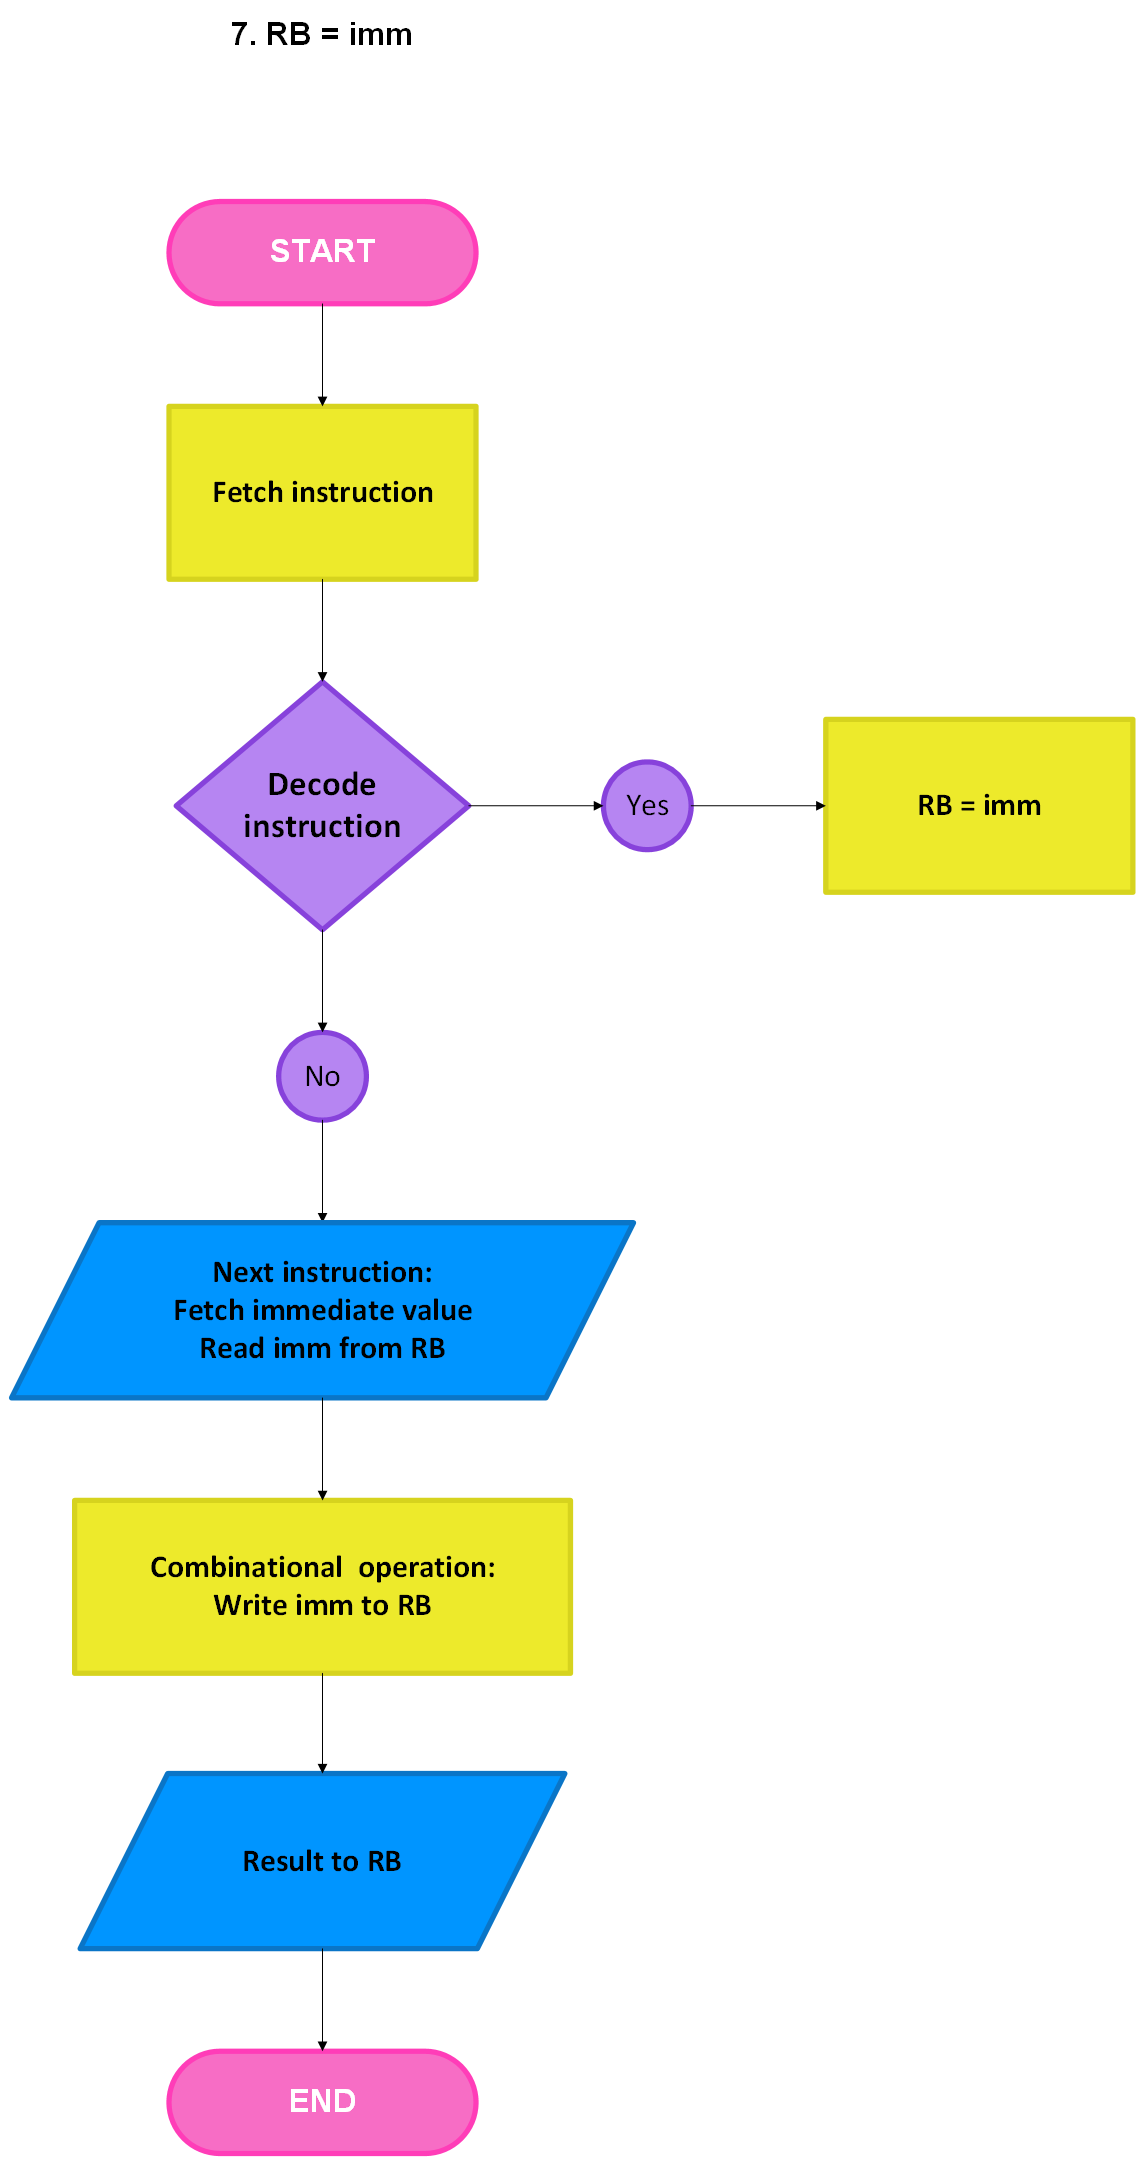 7. RB = imm
START
Fetch instruction
Decode
instruction
Yes
RB = imm
No
Next instruction:
Fetch immediate value
Read imm from RB
Combinational  operation:
Write imm to RB
Result to RB
END